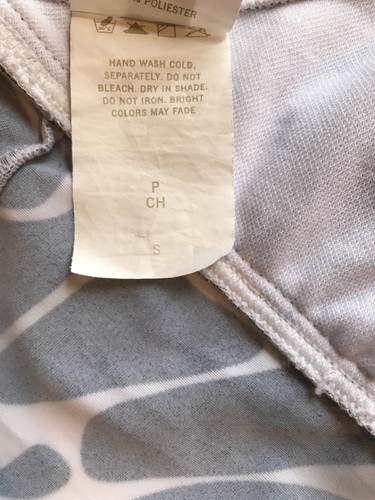 POLIESTER
HAND WASH COLD,
SEPARATELY. DO NOT
BLEACH. DRY IN SHADE.
DO NOT IRON. BRIGHT
COLORS MAY FADE
P
CH
S